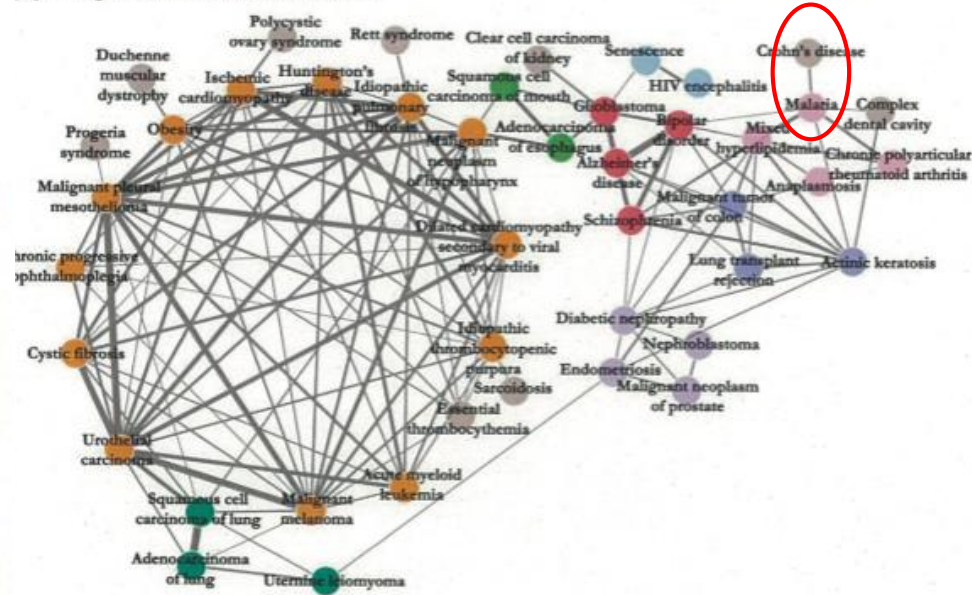 Polycystic
ovary syndrome
Rett syndrome
Clear cell carcinoma
of kidney
Senescence
Crohn's disease
Duchenne
muscular
dystrophy
Ischemic
cardiomyopathy
Huntington's
disease
Idiopathic
pulmonary
fibrosis
Squamous cell
carcinoma of mouth
HIV encephalitis
Glioblastoma
Malaria
Complex
dental cavity
Progeria
syndrome
Obesity
Malignant
neoplasm
of hypopharynx
Adenocarcinoma
of esophagus
Bipolar
disorder
Mixed
hyperlipidemia
Alzheimer's
disease
Chronic polyarticular
rheumatoid arthritis
Anaplasmosis
Malignant pleural
mesothelioma
Malignant tumor
of colon
Schizophrenia
Dilated cardiomyopathy
secondary to viral
myocarditis
hronic progressive
ophthalmoplegia
Lung transplant
rejection
Actinic keratosis
Diabetic nephropathy
Idiopathic
thrombocytopenic
purpura
Nephroblastoma
Cystic fibrosis
Endometriosis
Malignant neoplasm
of prostate
Sarcoidosis
Essential
thrombocythemia
Urothelial
carcinoma
Acute myeloid
leukemia
Squamous cell
carcinoma of lung
Malignant
melanoma
Adenocarcinoma
of lung
Uternine leiomyoma